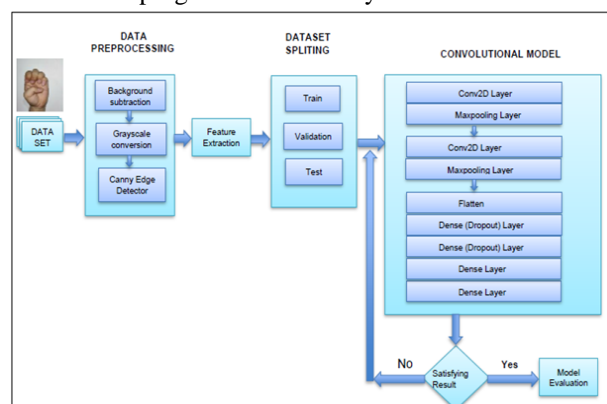 DATA
PREPROCESSING
DATASET
SPLITING
CONVOLUTIONAL MODEL
DATA
SET
Background
subtraction
Grayscale
conversion
Canny Edge
Detector
Feature
Extraction
Train
Validation
Test
Conv2D Layer
Maxpooling Layer
Conv2D Layer
Maxpooling Layer
Flatten
Dense (Dropout) Layer
Dense (Dropout) Layer
Dense Layer
Dense Layer
No
Satisfying
Result
Yes
Model
Evaluation